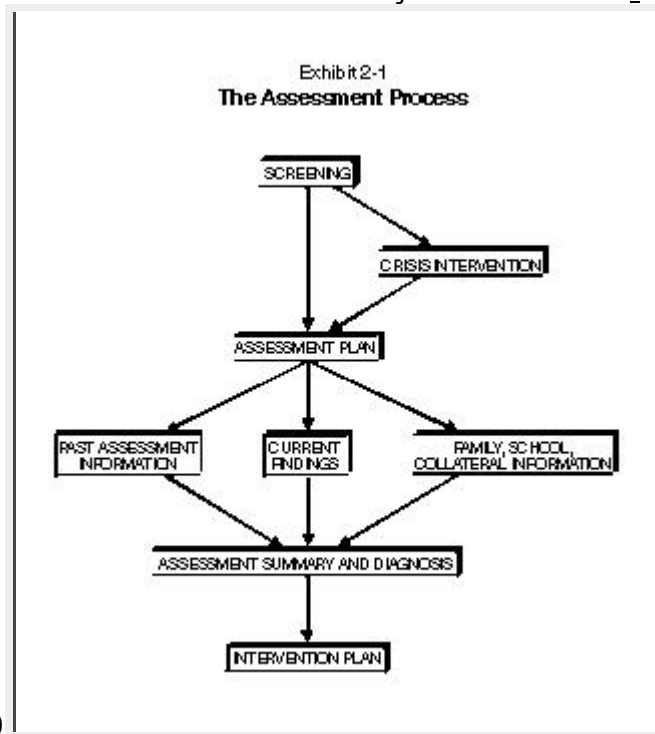 Exhibit 2-1
The Assessment Process
SCREENING
CRISIS INTERVENTION
ASSESSMENT PLAN
PAST ASSESSMENT
INFORMATION
CURRENT
FINDINGS
FAMILY, SCHOOL,
COLLATERAL INFORMATION
ASSESSMENT SUMMARY AND DIAGNOSIS
INTERVENTION PLAN
)